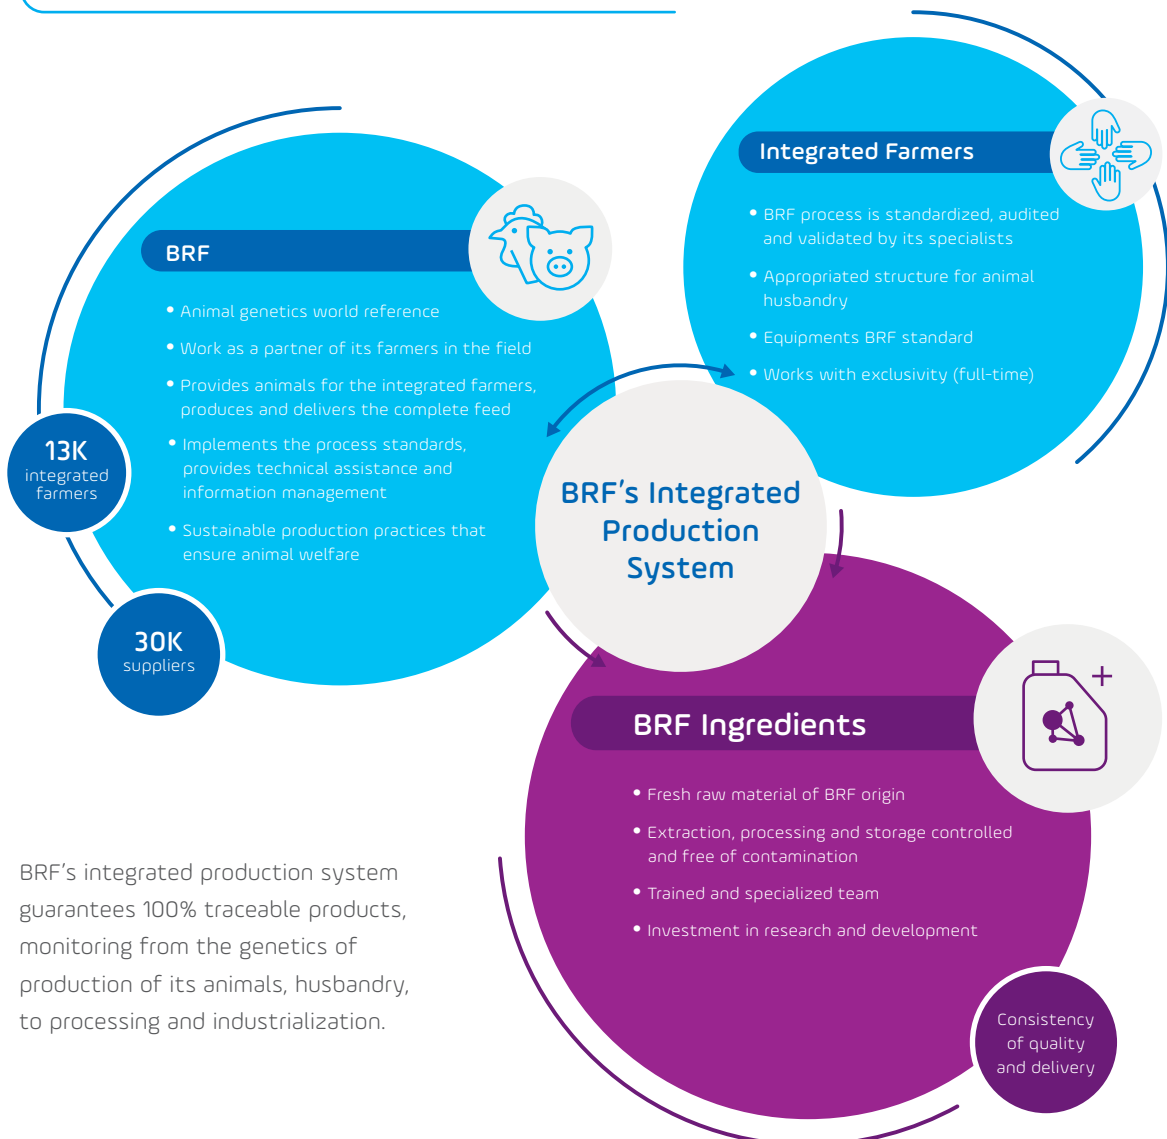 Integrated Farmers
• BRF process is standardized, audited
and validated by its specialists
• Appropriated structure for animal
husbandry
• Equipments BRF standard
• Works with exclusivity (full-time)
BRF
• Animal genetics world reference
• Work as a partner of its farmers in the field
• Provides animals for the integrated farmers,
produces and delivers the complete feed
• Implements the process standards,
provides technical assistance and
information management
• Sustainable production practices that
ensure animal welfare
13K
integrated
farmers
30K
suppliers
BRF's Integrated
Production
System
BRF Ingredients
• Fresh raw material of BRF origin
• Extraction, processing and storage controlled
and free of contamination
• Trained and specialized team
• Investment in research and development
Consistency
of quality
and delivery
BRF's integrated production system
guarantees 100% traceable products,
monitoring from the genetics of
production of its animals, husbandry,
to processing and industrialization.